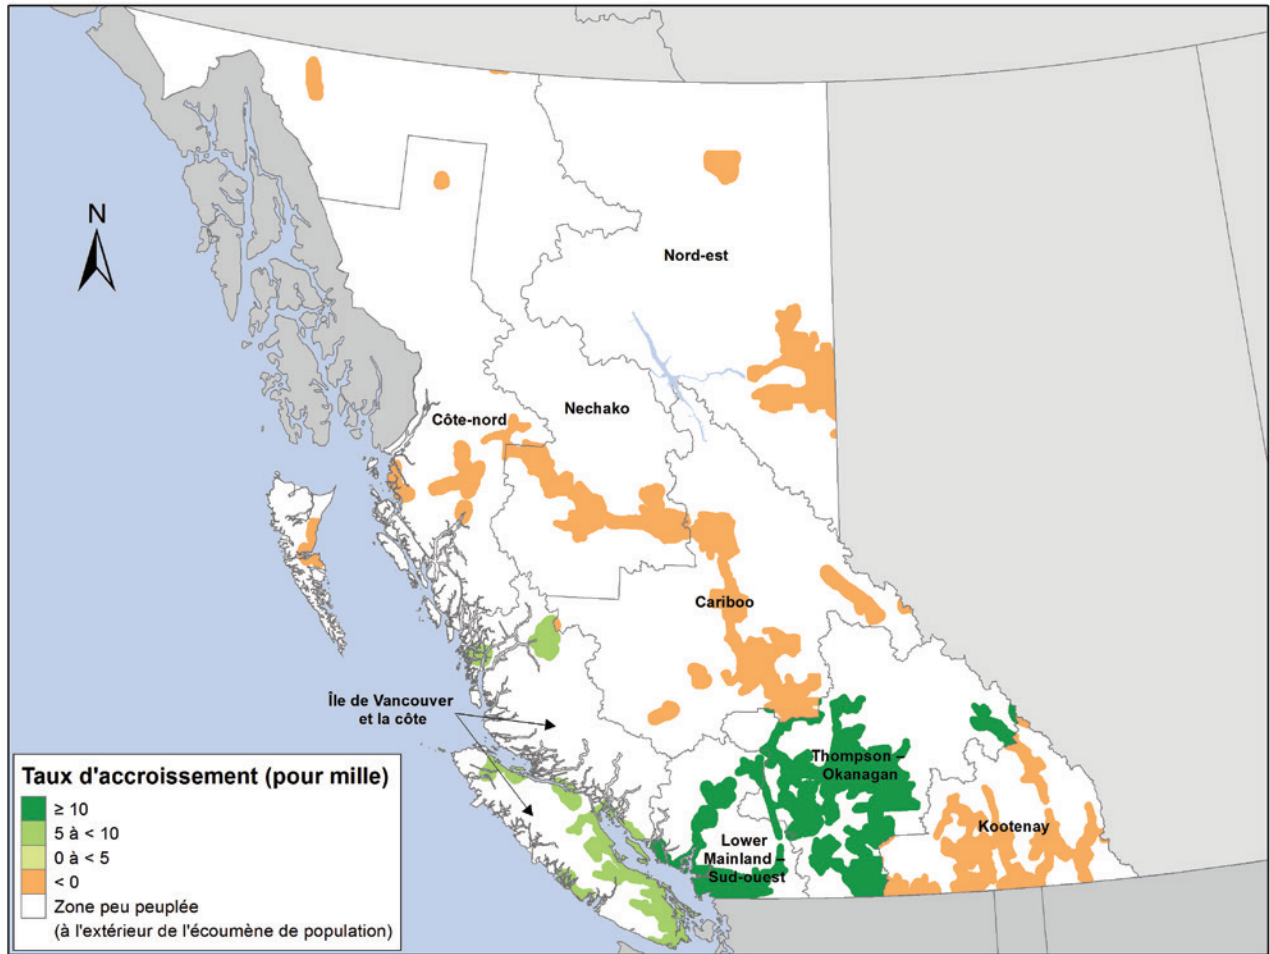 N
Nord-est
Côte-nord
Nechako
Cariboo
Île de Vancouver
et la côte
Thompson –
Okanagan
Kootenay
Lower
Mainland –
Sud-ouest
Taux d'accroissement (pour mille)
≥ 10
5 à < 10
0 à < 5
< 0
Zone peu peuplée
(à l'extérieur de l'écoumène de population)